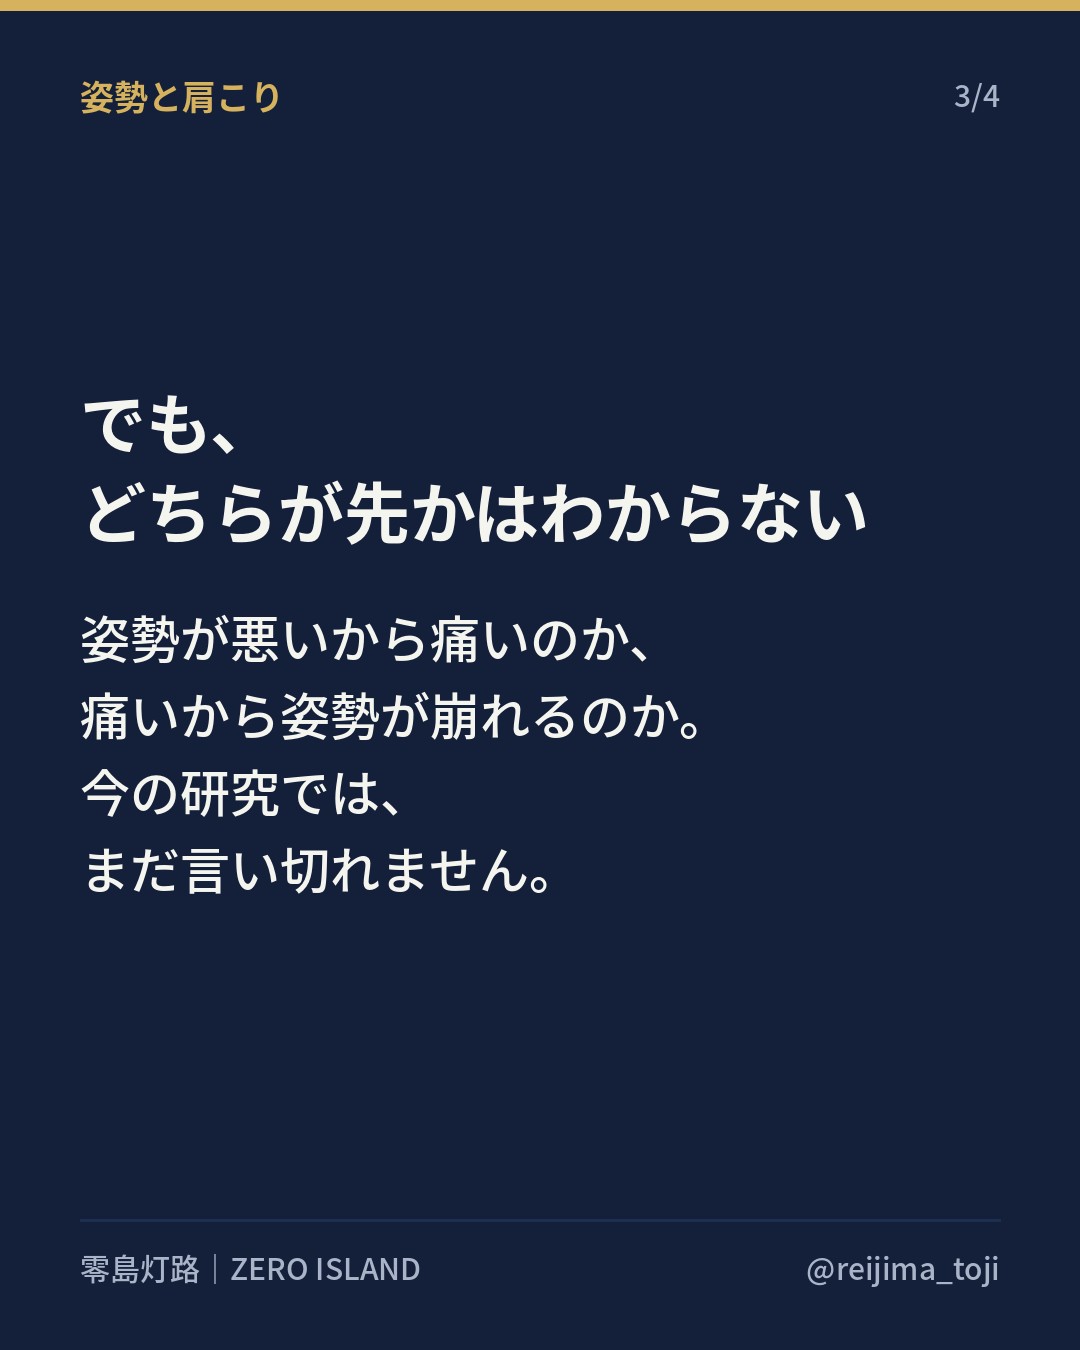 姿勢と肩こり
3/4
でも、
どちらが先かはわからない
姿勢が悪いから痛いのか、
痛いから姿勢が崩れるのか。
今の研究では、
まだ言い切れません。
零島灯路｜ZERO ISLAND
@reijima_toji